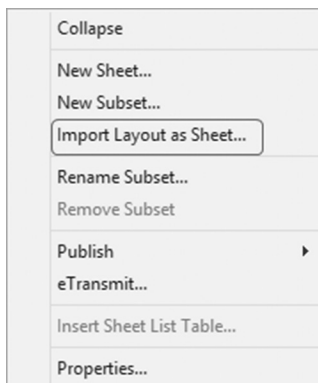 Collapse
New Sheet...
New Subset...
Import Layout as Sheet...
Rename Subset...
Remove Subset
Publish
eTransmit...
Insert Sheet List Table...
Properties...